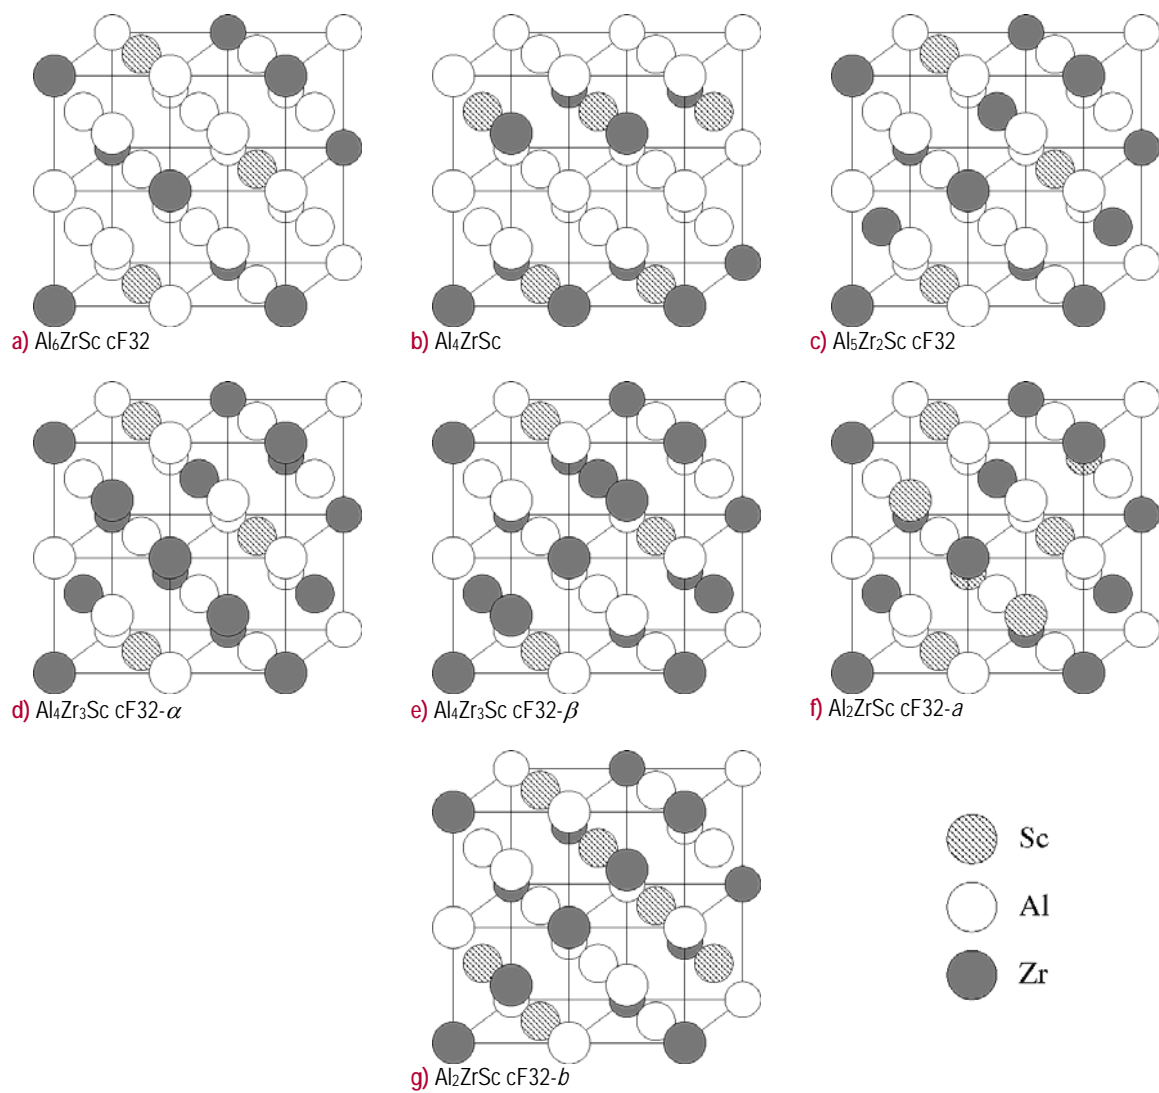 a) Al₆ZrSc cF32
b) Al₄ZrSc
c) Al₅Zr₂Sc cF32
d) Al₄Zr₃Sc cF32-α
e) Al₄Zr₃Sc cF32-β
f) Al₂ZrSc cF32-a
g) Al₂ZrSc cF32-b
Sc
Al
Zr